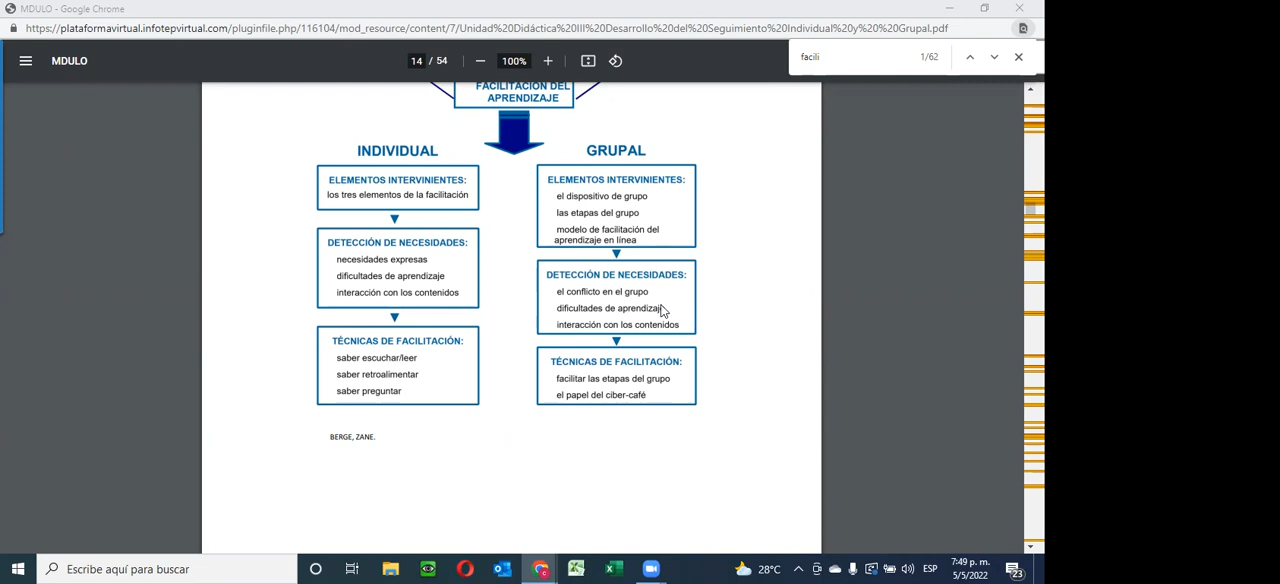 MDULO - Google Chrome
https://plataformavirtual.infotepvirtual.com/pluginfile.php/116104/mod_resource/content/7/Unidad%20Didáctica%20III%20Desarrollo%20del%20Seguimiento%20Individual%20y%20%20Grupal.pdf
MDULO
14 / 54
100%
facili
1/62
FACILITACIÓN DEL
APRENDIZAJE
INDIVIDUAL
ELEMENTOS INTERVINIENTES:
los tres elementos de la facilitación
DETECCIÓN DE NECESIDADES:
necesidades expresas
dificultades de aprendizaje
interacción con los contenidos
TÉCNICAS DE FACILITACIÓN:
saber escuchar/leer
saber retroalimentar
saber preguntar
GRUPAL
ELEMENTOS INTERVINIENTES:
el dispositivo de grupo
las etapas del grupo
modelo de facilitación del
aprendizaje en línea
DETECCIÓN DE NECESIDADES:
el conflicto en el grupo
dificultades de aprendizaje
interacción con los contenidos
TÉCNICAS DE FACILITACIÓN:
facilitar las etapas del grupo
el papel del ciber-café
BERGE, ZANE.
Escribe aquí para buscar
28°C
ESP
7:49 p. m.
5/5/2022
23